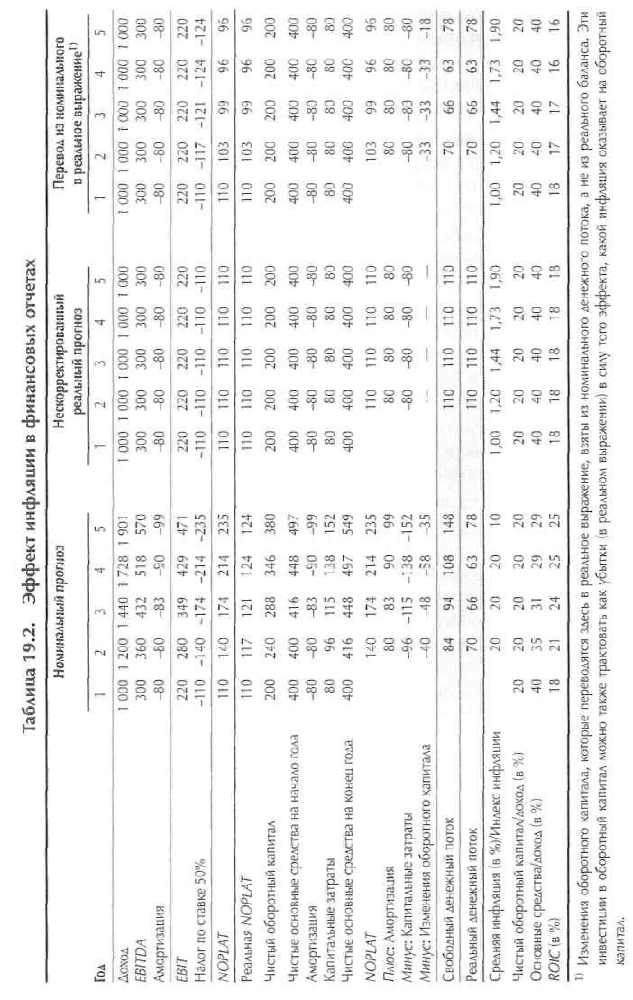 Таблица 19.2. Эффект инфляции в финансовых отчетах
Номинальный прогноз Нескорректированный реальный прогноз Перевод из номинального в реальное выражение¹⁾
Год 1 2 3 4 5 1 2 3 4 5 1 2 3 4 5
Доход 1 000 1 200 1 440 1 728 1 901 1 000 1 000 1 000 1 000 1 000 1 000 1 000 1 000 1 000 1 000
EBITDA 300 360 432 518 570 300 300 300 300 300 300 300 300 300 300
Амортизация –80 –80 –83 –90 –99 –80 –80 –80 –80 –80 –80 –80 –80 –80 –80
EBIT 220 280 349 429 471 220 220 220 220 220 220 220 220 220 220
Налог по ставке 50% –110 –140 –174 –214 –235 –110 –110 –110 –110 –110 –110 –117 –121 –124 –124
NOPLAT 110 140 174 214 235 110 110 110 110 110 110 103 99 96 96
Реальная NOPLAT 110 117 121 124 124 110 110 110 110 110 110 103 99 96 96
Чистый оборотный капитал 200 240 288 346 380 200 200 200 200 200 200 200 200 200 200
Чистые основные средства на начало года 400 400 416 448 497 400 400 400 400 400 400 400 400 400 400
Амортизация –80 –80 –83 –90 –99 –80 –80 –80 –80 –80 –80 –80 –80 –80 –80
Капитальные затраты 80 96 115 138 152 80 80 80 80 80 80 80 80 80 80
Чистые основные средства на конец года 400 416 448 497 549 400 400 400 400 400 400 400 400 400 400
NOPLAT 140 174 214 235 110 110 110 110 103 99 96 96
Плюс: Амортизация 80 83 90 99 80 80 80 80 80 80 80 80
Минус: Капитальные затраты –96 –115 –138 –152 –80 –80 –80 –80 –80 –80 –80 –80
Минус: Изменения оборотного капитала –40 –48 –58 –35 — — — — –33 –33 –33 –18
Свободный денежный поток 84 94 108 148 110 110 110 110 70 66 63 78
Реальный денежный поток 70 66 63 78 110 110 110 110 70 66 63 78
Средняя инфляция (в %)/Индекс инфляции 20 20 20 10 1,00 1,20 1,44 1,73 1,90 1,00 1,20 1,44 1,73 1,90
Чистый оборотный капитал/доход (в %) 20 20 20 20 20 20 20 20 20 20 20 20 20 20 20
Основные средства/доход (в %) 40 35 31 29 29 40 40 40 40 40 40 40 40 40 40
ROIC (в %) 18 21 24 25 25 18 18 18 18 18 18 17 17 16 16
¹⁾ Изменения оборотного капитала, которые переводятся здесь в реальное выражение, взяты из номинального денежного потока, а не из реального баланса. Эти
инвестиции в оборотный капитал можно также трактовать как убытки (в реальном выражении) в силу того эффекта, какой инфляция оказывает на оборотный
капитал.